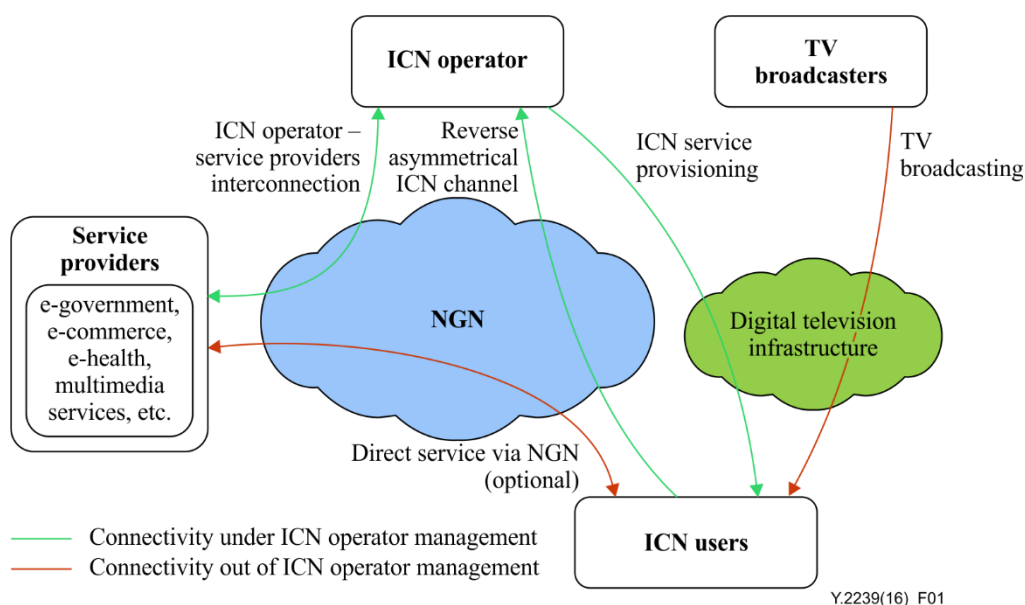 ICN operator
TV
broadcasters
ICN operator –
service providers
interconnection
Reverse
asymmetrical
ICN channel
ICN service
provisioning
TV
broadcasting
Service
providers
e-government,
e-commerce,
e-health,
multimedia
services, etc.
NGN
Digital television
infrastructure
Direct service via NGN
(optional)
ICN users
Connectivity under ICN operator management
Connectivity out of ICN operator management
Y.2239(16)_F01